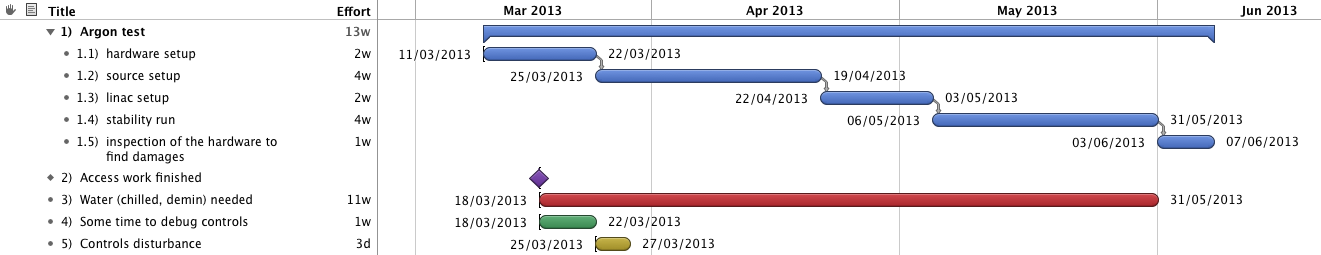 Title Effort Mar 2013 Apr 2013 May 2013 Jun 2013
1) Argon test 13w
1.1) hardware setup 2w 11/03/2013 22/03/2013
1.2) source setup 4w 25/03/2013 19/04/2013
1.3) linac setup 2w 22/04/2013 03/05/2013
1.4) stability run 4w 06/05/2013 31/05/2013
1.5) inspection of the hardware to 1w 03/06/2013 07/06/2013
find damages
2) Access work finished
3) Water (chilled, demin) needed 11w 18/03/2013 31/05/2013
4) Some time to debug controls 1w 18/03/2013 22/03/2013
5) Controls disturbance 3d 25/03/2013 27/03/2013